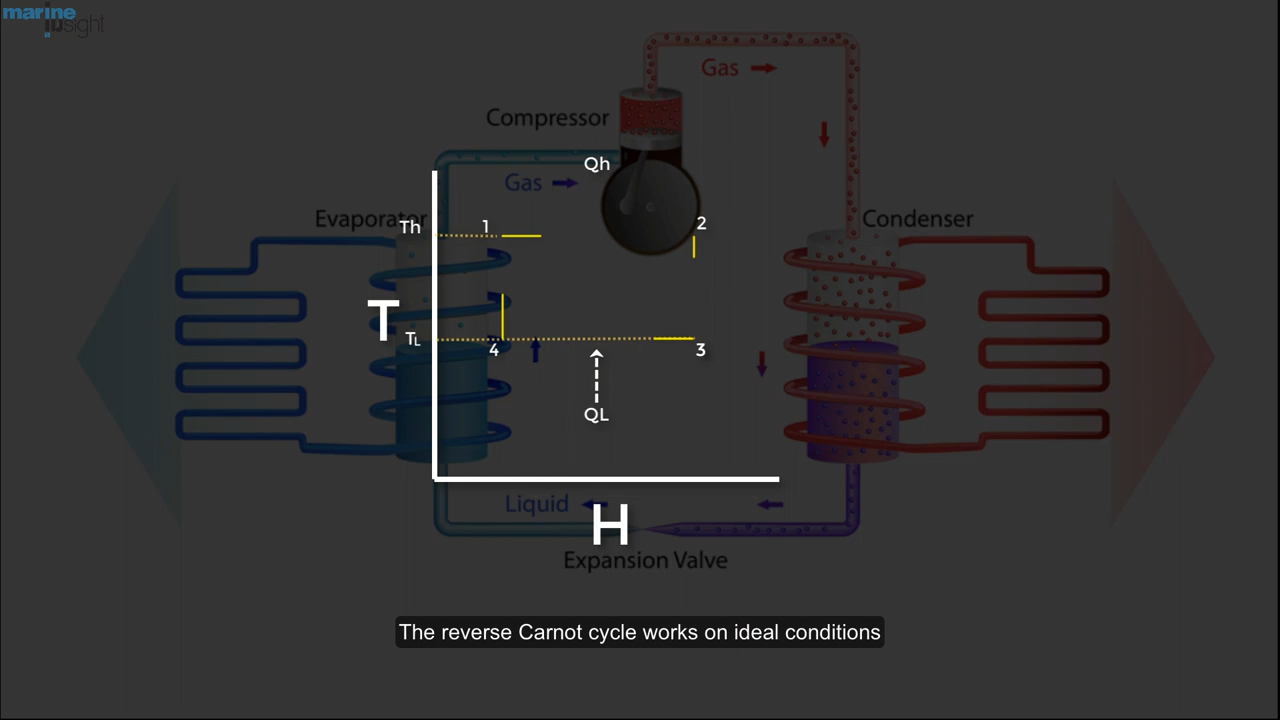 marine
insight
Gas
Compressor
Qh
Gas
Evaporator
Th
1
2
Condenser
T
TL
4
3
QL
Liquid
H
Expansion Valve
The reverse Carnot cycle works on ideal conditions